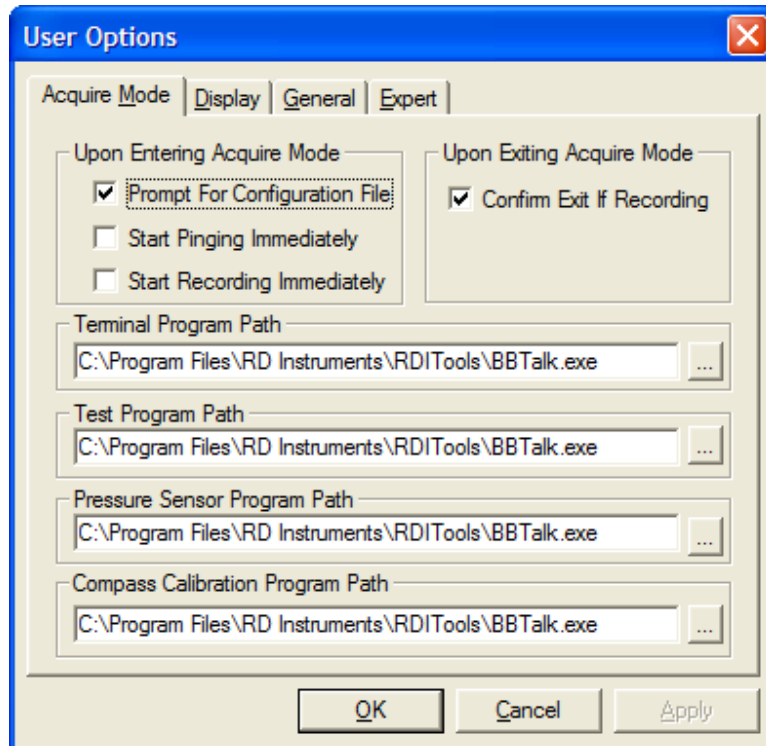 User Options
Acquire Mode Display General Expert
Upon Entering Acquire Mode
Prompt For Configuration File
Start Pinging Immediately
Start Recording Immediately
Upon Exiting Acquire Mode
Confirm Exit If Recording
Terminal Program Path
C:\Program Files\RD Instruments\RDITools\BBTalk.exe ...
Test Program Path
C:\Program Files\RD Instruments\RDITools\BBTalk.exe ...
Pressure Sensor Program Path
C:\Program Files\RD Instruments\RDITools\BBTalk.exe ...
Compass Calibration Program Path
C:\Program Files\RD Instruments\RDITools\BBTalk.exe ...
OK Cancel Apply